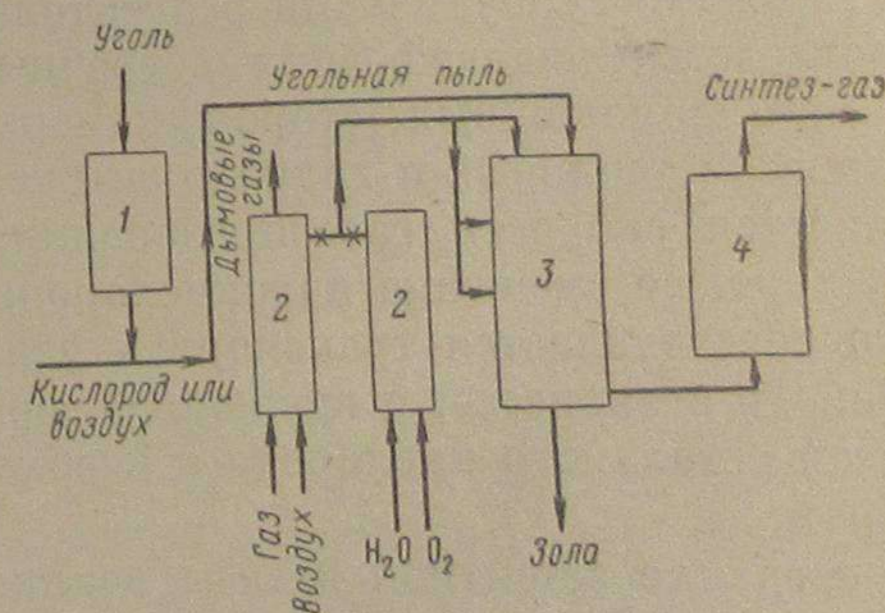 Уголь
Угольная пыль
Синтез-газ
Дымовые
газы
1
2
2
3
4
Кислород или
воздух
Газ
Воздух
H₂O O₂
Зола